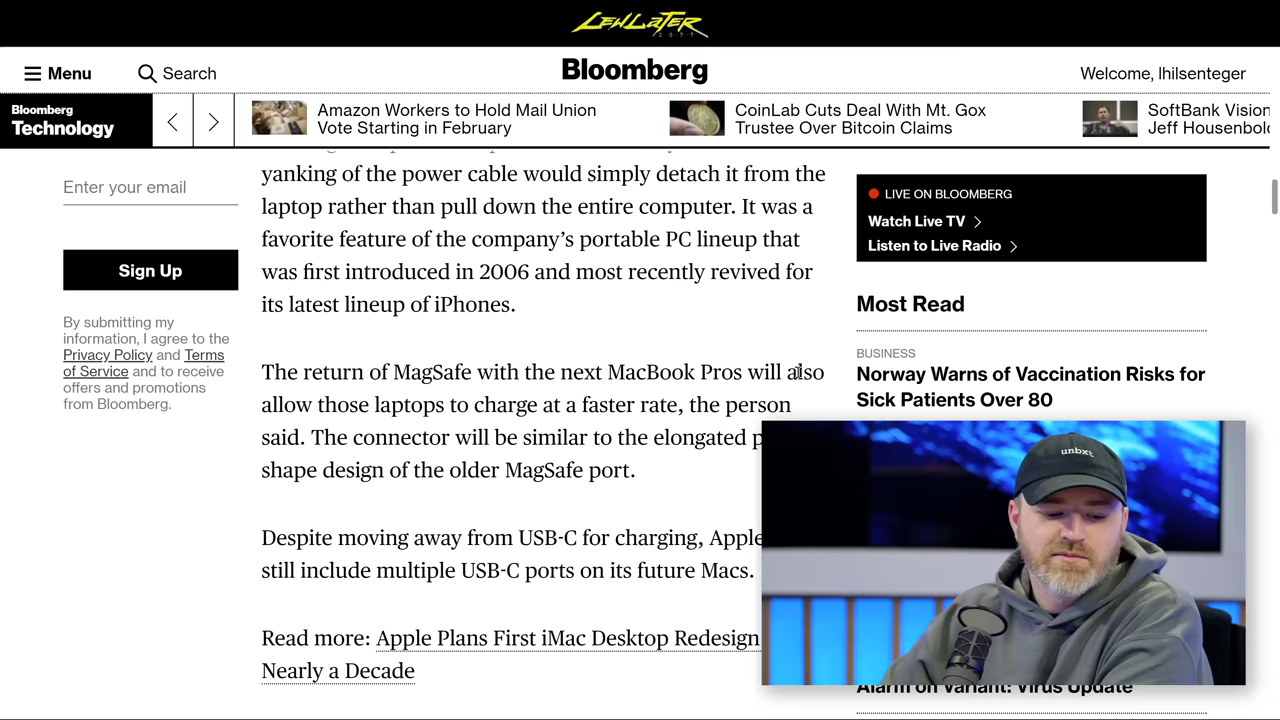 LEWLATER
2077
Menu
Search
Bloomberg
Welcome, lhilsenteger
Bloomberg
Technology
Amazon Workers to Hold Mail Union
Vote Starting in February
CoinLab Cuts Deal With Mt. Gox
Trustee Over Bitcoin Claims
SoftBank Vision
Jeff Housenbol
Enter your email
Sign Up
By submitting my
information, I agree to the
Privacy Policy and Terms
of Service and to receive
offers and promotions
from Bloomberg.
yanking of the power cable would simply detach it from the
laptop rather than pull down the entire computer. It was a
favorite feature of the company’s portable PC lineup that
was first introduced in 2006 and most recently revived for
its latest lineup of iPhones.
The return of MagSafe with the next MacBook Pros will also
allow those laptops to charge at a faster rate, the person
said. The connector will be similar to the elongated p
shape design of the older MagSafe port.
Despite moving away from USB-C for charging, Apple
still include multiple USB-C ports on its future Macs.
Read more: Apple Plans First iMac Desktop Redesign
Nearly a Decade
LIVE ON BLOOMBERG
Watch Live TV
Listen to Live Radio
Most Read
BUSINESS
Norway Warns of Vaccination Risks for
Sick Patients Over 80
unbxt
Alarm on Variant: Virus Update